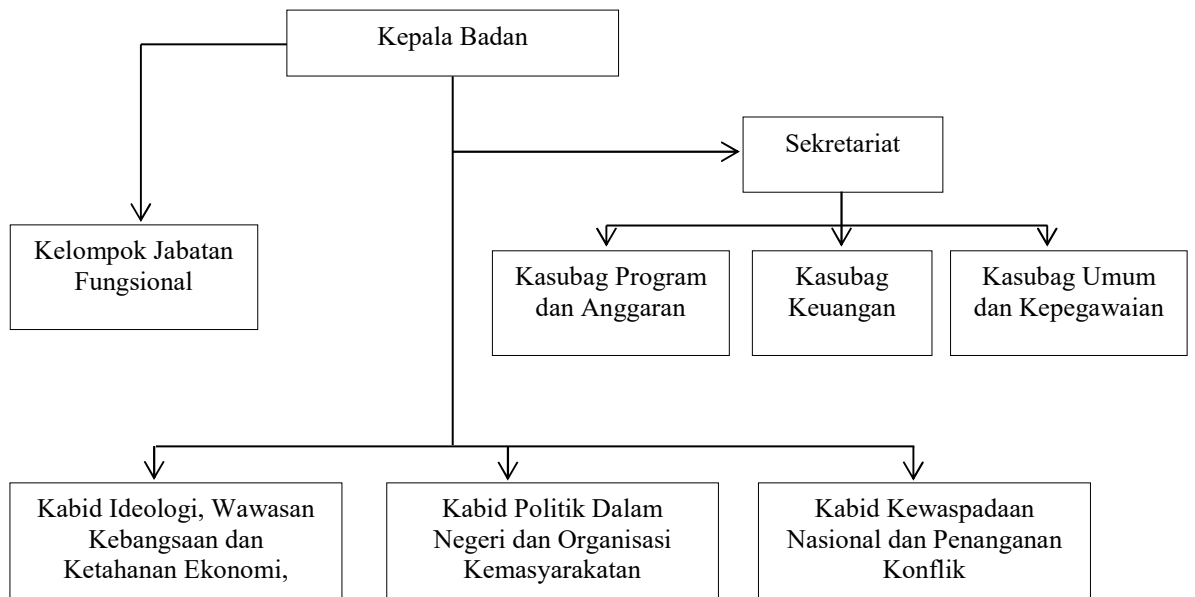 Kepala Badan
Sekretariat
Kelompok Jabatan
Fungsional
Kasubag Program
dan Anggaran
Kasubag
Keuangan
Kasubag Umum
dan Kepegawaian
Kabid Ideologi, Wawasan
Kebangsaan dan
Ketahanan Ekonomi,
Kabid Politik Dalam
Negeri dan Organisasi
Kemasyarakatan
Kabid Kewaspadaan
Nasional dan Penanganan
Konflik